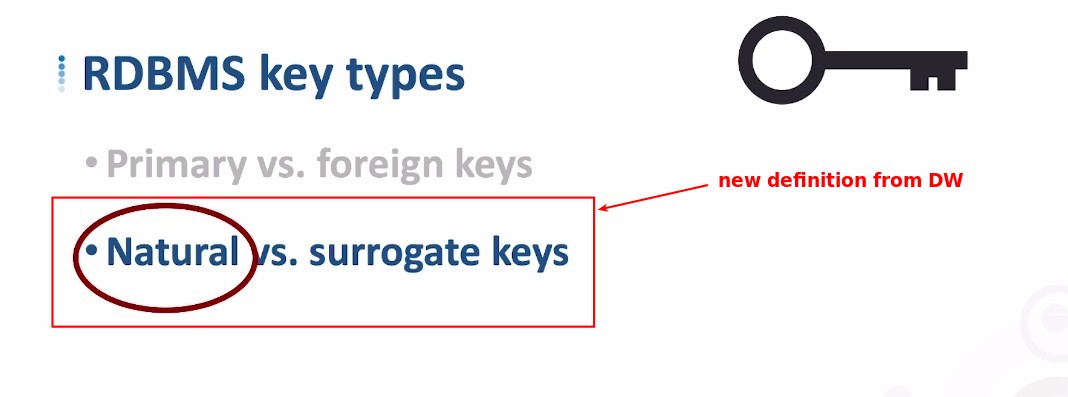 RDBMS key types
• Primary vs. foreign keys
new definition from DW
• Natural vs. surrogate keys